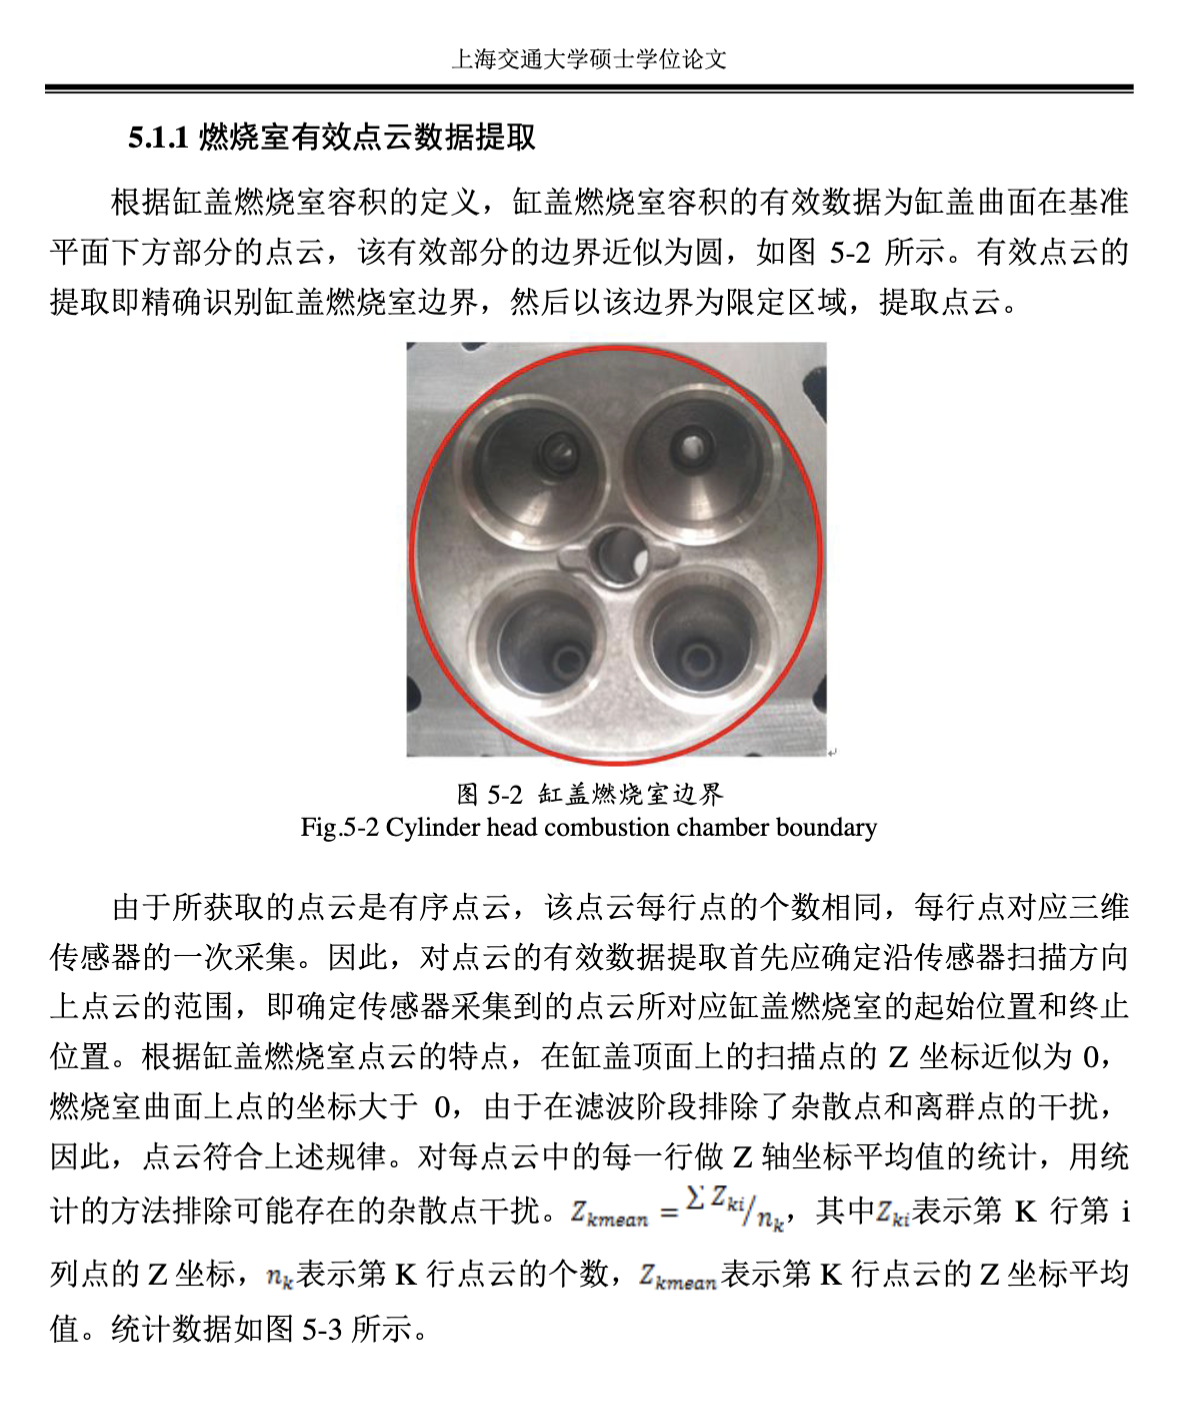 上海交通大学硕士学位论文
5.1.1 燃烧室有效点云数据提取
根据缸盖燃烧室容积的定义，缸盖燃烧室容积的有效数据为缸盖曲面在基准
平面下方部分的点云，该有效部分的边界近似为圆，如图 5-2 所示。有效点云的
提取即精确识别缸盖燃烧室边界，然后以该边界为限定区域，提取点云。
图 5-2 缸盖燃烧室边界
Fig.5-2 Cylinder head combustion chamber boundary
由于所获取的点云是有序点云，该点云每行点的个数相同，每行点对应三维
传感器的一次采集。因此，对点云的有效数据提取首先应确定沿传感器扫描方向
上点云的范围，即确定传感器采集到的点云所对应缸盖燃烧室的起始位置和终止
位置。根据缸盖燃烧室点云的特点，在缸盖顶面上的扫描点的 Z 坐标近似为 0，
燃烧室曲面上点的坐标大于 0，由于在滤波阶段排除了杂散点和离群点的干扰，
因此，点云符合上述规律。对每点云中的每一行做 Z 轴坐标平均值的统计，用统
计的方法排除可能存在的杂散点干扰。Zkmean = ∑ Zki/nk，其中Zki表示第 K 行第 i
列点的 Z 坐标，nk表示第 K 行点云的个数，Zkmean表示第 K 行点云的 Z 坐标平均
值。统计数据如图 5-3 所示。